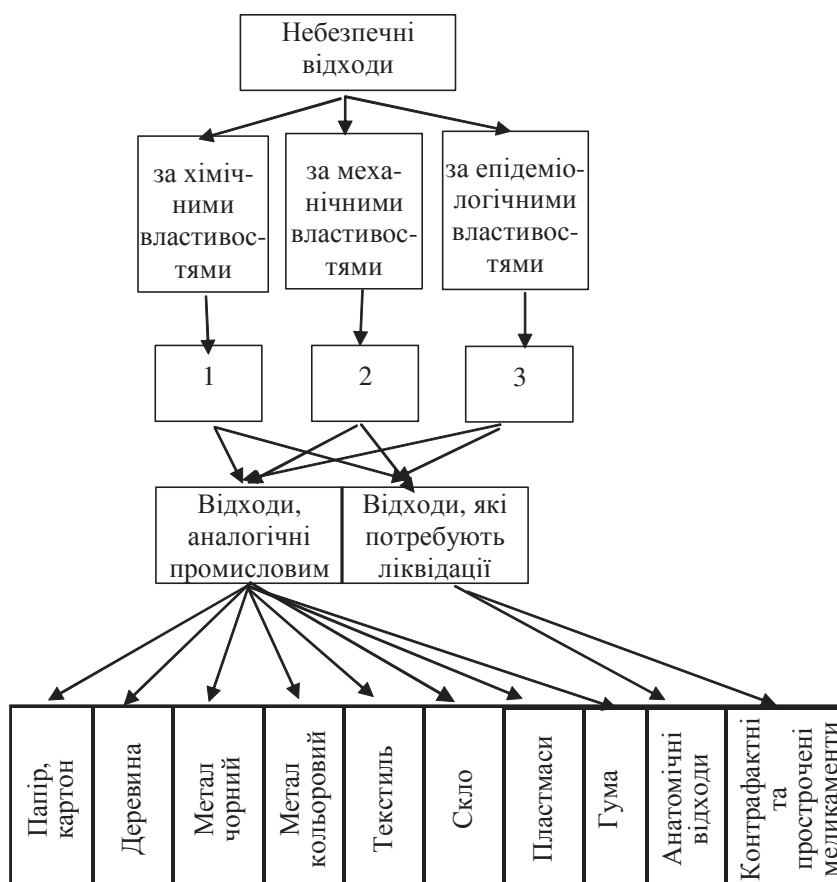 Небезпечні
відходи
за хіміч-
ними
властивос-
тями
за меха-
нічними
властивос-
тями
за епідеміо-
логічними
властивос-
тями
1
2
3
Відходи,
аналогічні
промисловим
Відходи, які
потребують
ліквідації
Папір,
картон
Деревина
Метал
чорний
Метал
кольоровий
Текстиль
Скло
Пластмаси
Гума
Анатомічні
відходи
Контрафактні
та
прострочені
медикаменти